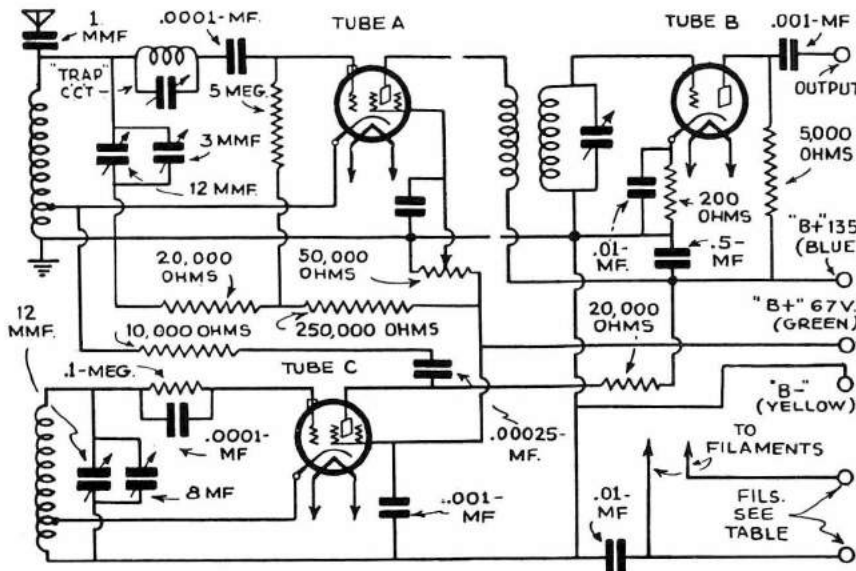 1
MMF
.0001-MF.
TUBE A
TUBE B
.001-MF
"TRAP"
CCT
5 MEG.
OUTPUT
3 MMF
12 MMF.
5,000
OHMS
200
OHMS
20,000
OHMS
50,000
OHMS
.01-
MF.
.5-
MF
"B+" 135
(BLUE
12
MMF.
10,000 OHMS
250,000 OHMS
20,000
OHMS
"B+" 67V.
(GREEN)
.1-MEG.
TUBE C
"B-"
(YELLOW)
.0001-
MF
.00025-
MF.
TO
FILAMENTS
8 MF
.001-
MF
.01-
MF
FILS.
SEE
TABLE